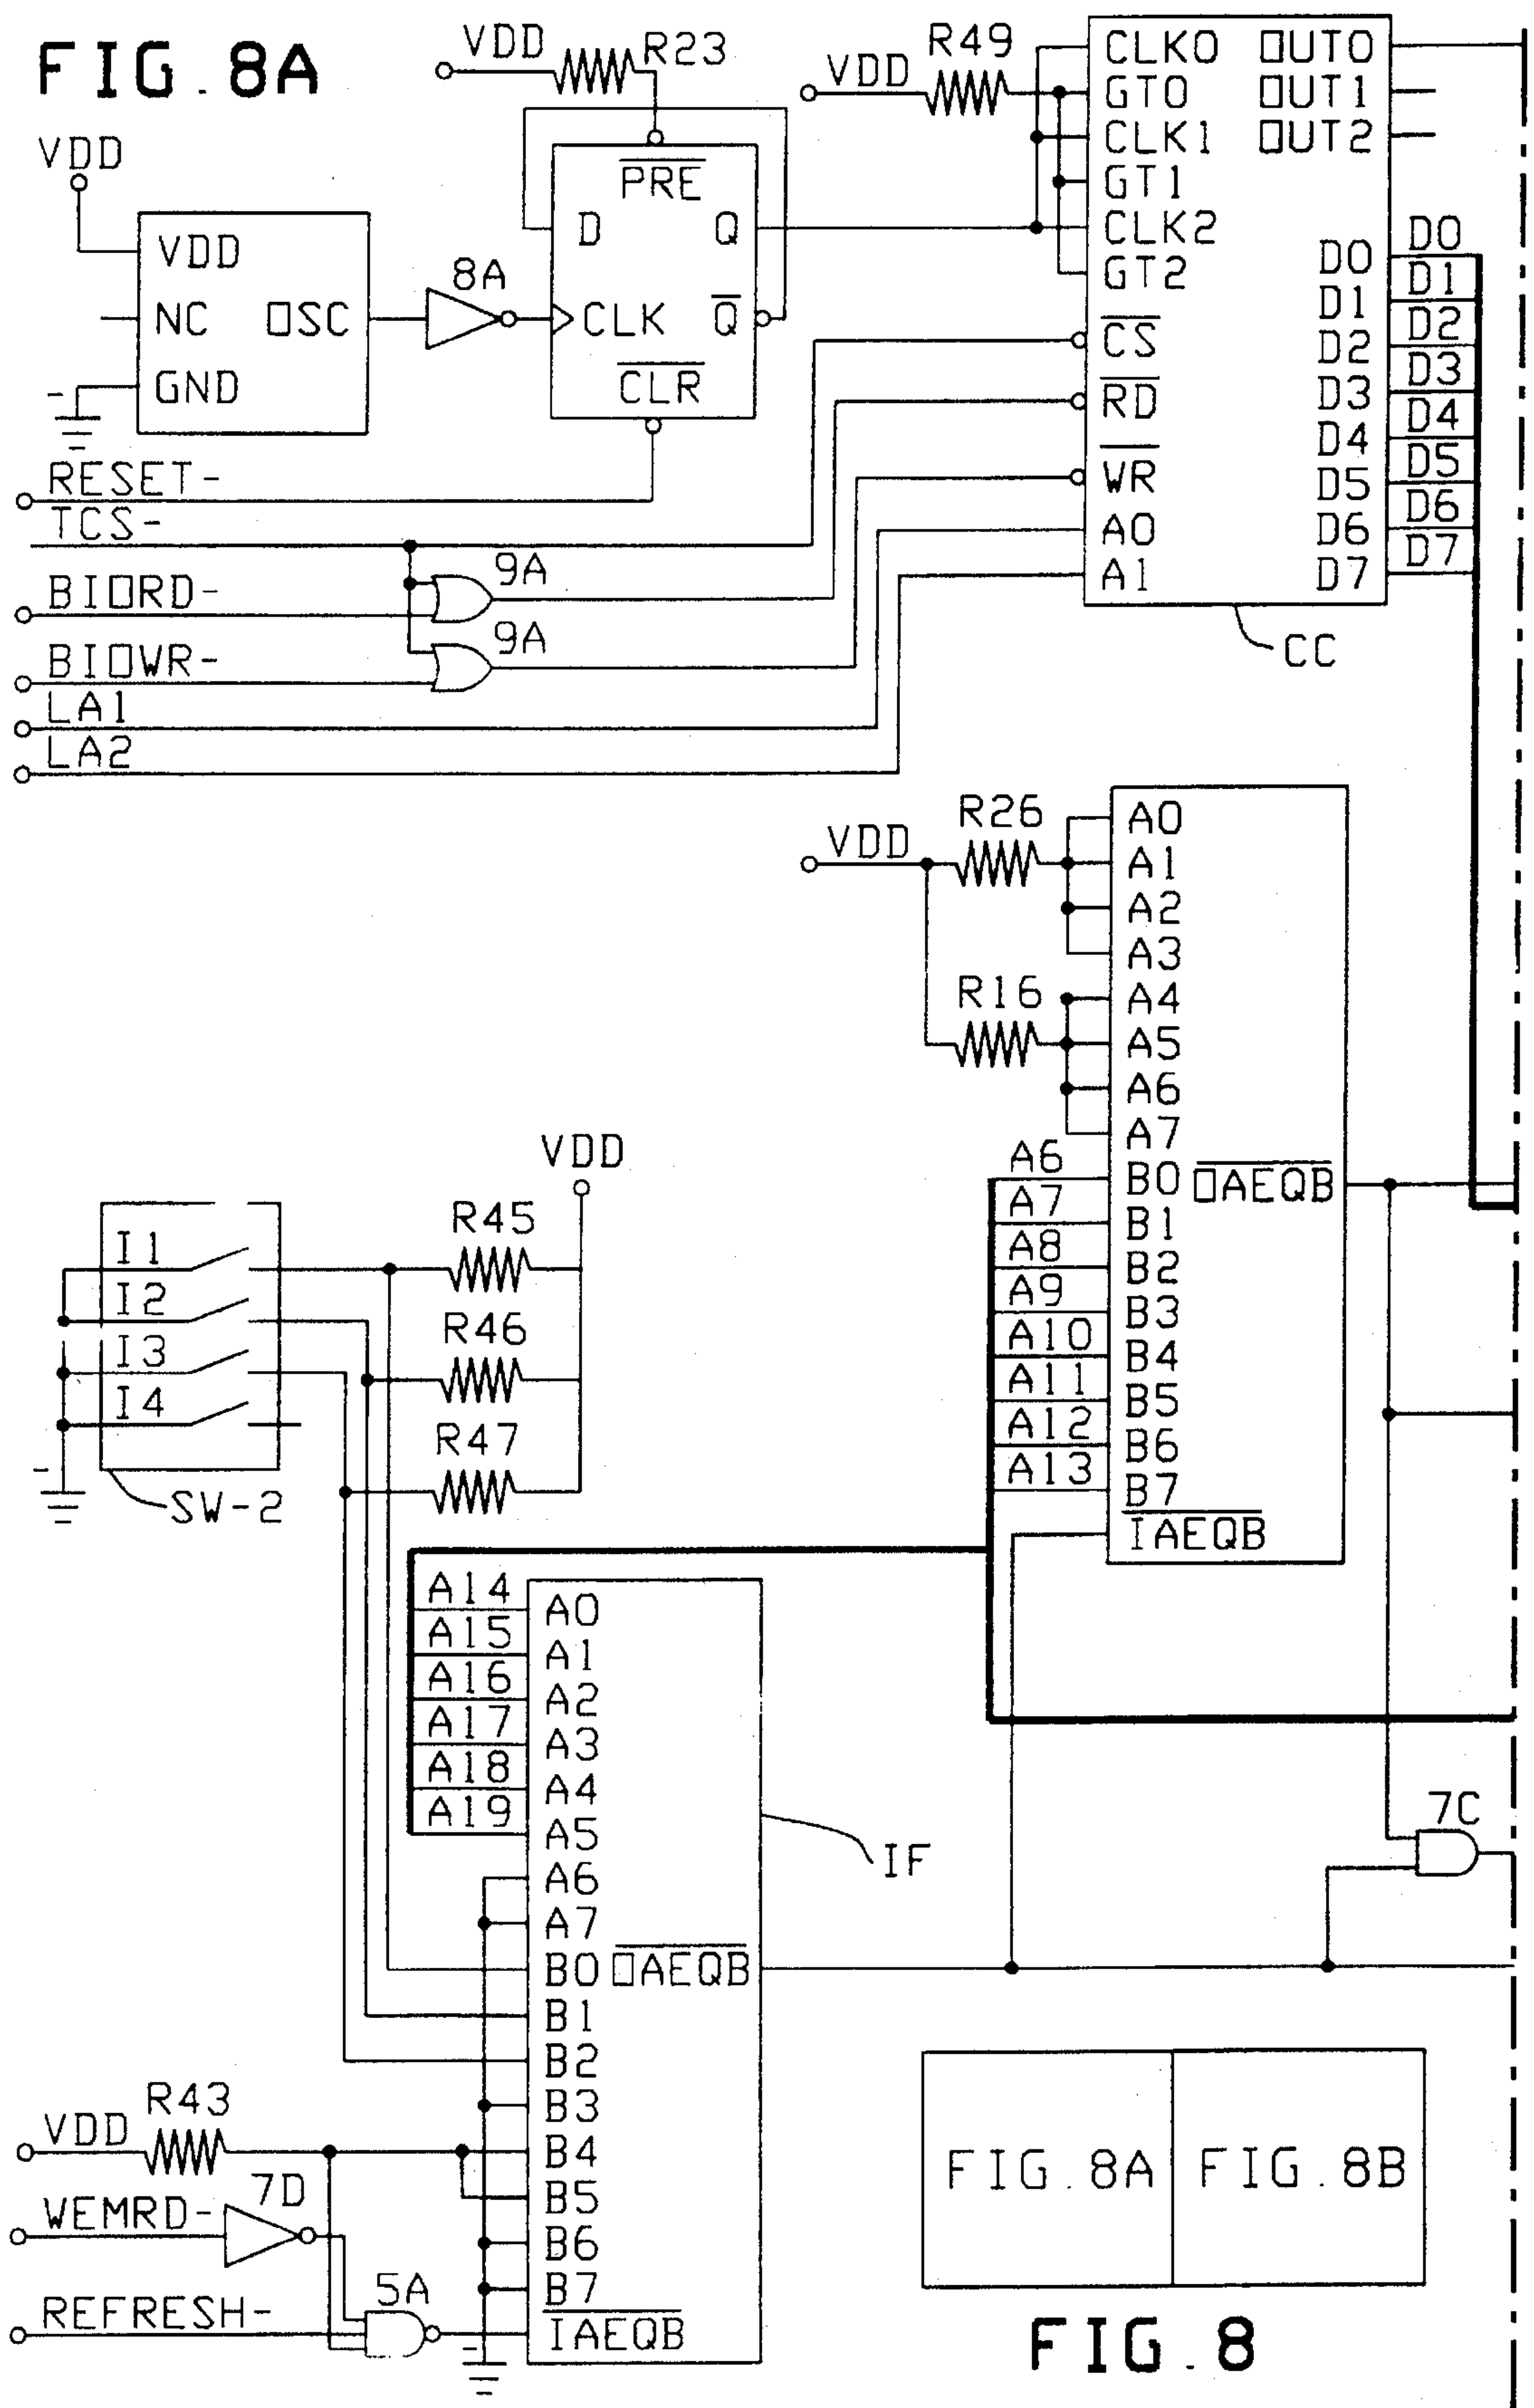 FIG. 8A
VDD
R23
VDD
R49
VDD
VDD
NC
OSC
GND
8A
PRE
D
Q
CLK
Q
CLR
CLK0
GT0
CLK1
GT1
CLK2
GT2
CS
RD
WR
A0
A1
OUT0
OUT1
OUT2
D0
D1
D2
D3
D4
D5
D6
D7
D0
D1
D2
D3
D4
D5
D6
D7
CC
RESET-
TCS-
BIORD-
9A
BIOWR-
9A
LA1
LA2
VDD
R26
R16
A0
A1
A2
A3
A4
A5
A6
A7
A6
A7
A8
A9
A10
A11
A12
A13
B0
B1
B2
B3
B4
B5
B6
B7
IAEQB
OAEQB
VDD
R45
R46
R47
I1
I2
I3
I4
SW-2
A14
A15
A16
A17
A18
A19
A0
A1
A2
A3
A4
A5
A6
A7
B0
B1
B2
B3
B4
B5
B6
B7
IAEQB
OAEQB
IF
7C
VDD
R43
WEMRD-
7D
REFRESH-
5A
FIG. 8A
FIG. 8B
FIG. 8